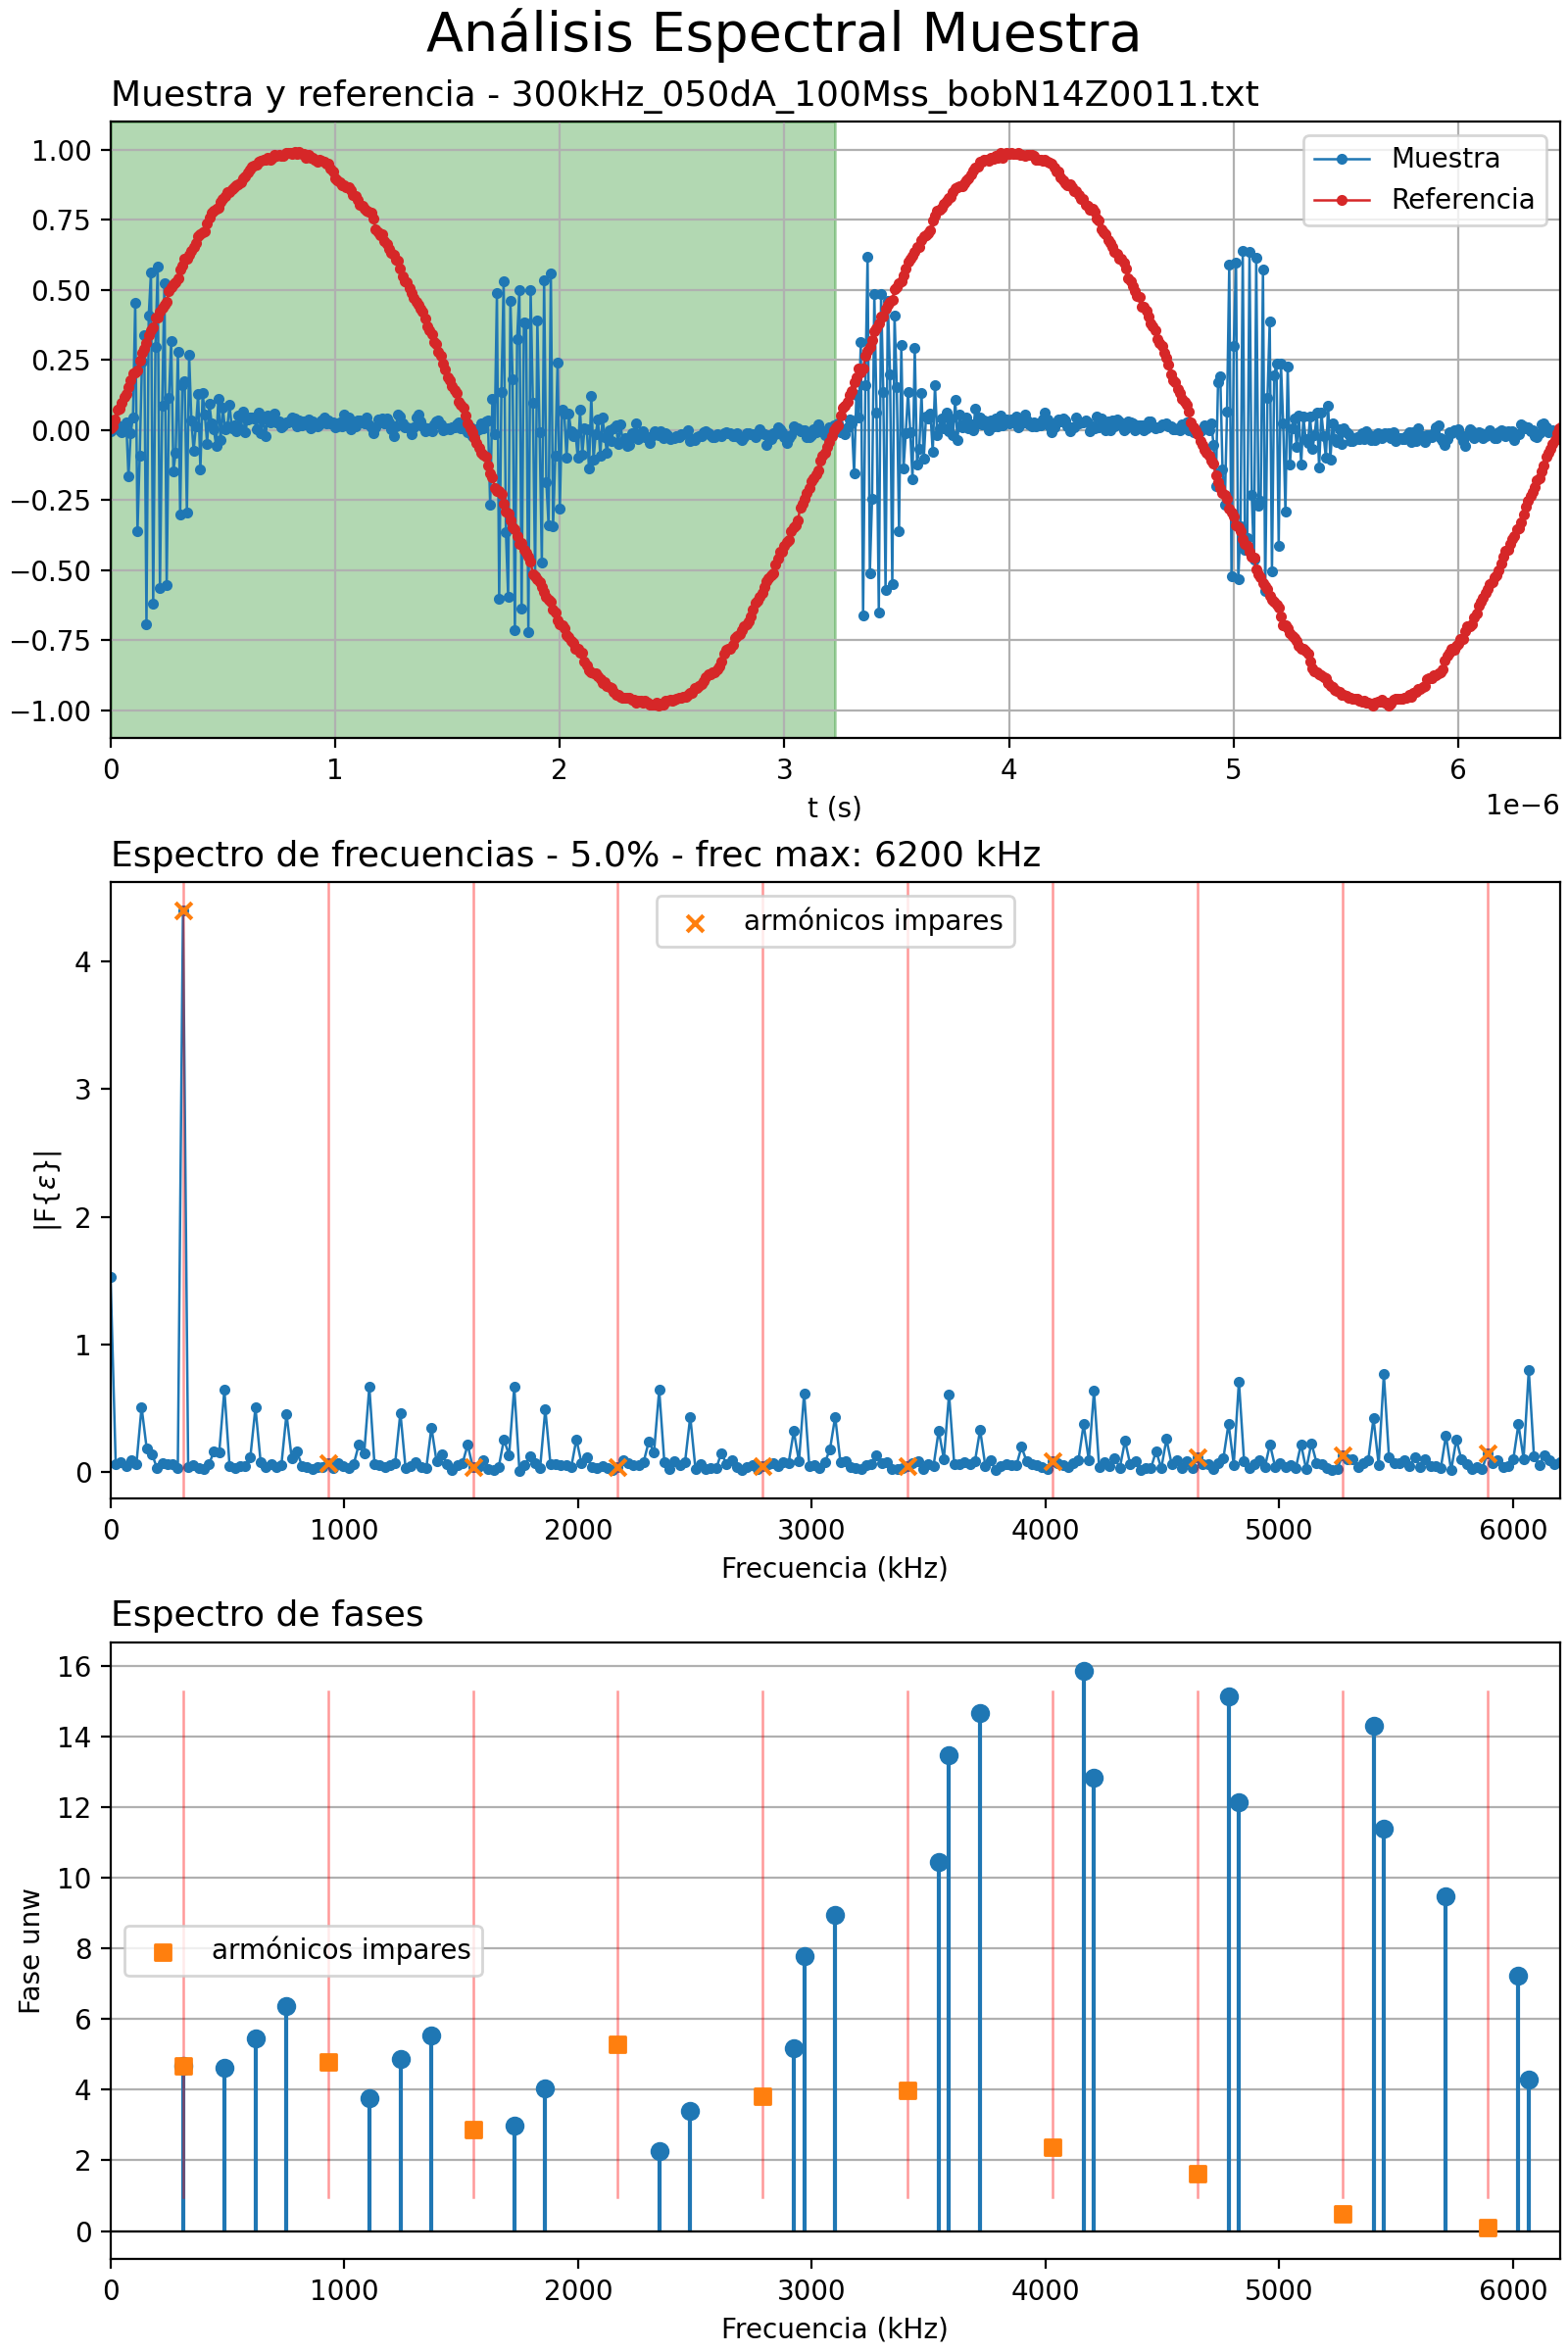 Análisis Espectral Muestra
Muestra y referencia - 300kHz_050dA_100Mss_bobN14Z0011.txt
1.00
0.75
0.50
0.25
0.00
−0.25
−0.50
−0.75
−1.00
Muestra
Referencia
0 1 2 3 4 5 6
t (s)
1e−6
Espectro de frecuencias - 5.0% - frec max: 6200 kHz
|F{ε}|
4
3
2
1
0
armónicos impares
0 1000 2000 3000 4000 5000 6000
Frecuencia (kHz)
Espectro de fases
Fase unw
16
14
12
10
8
6
4
2
0
armónicos impares
0 1000 2000 3000 4000 5000 6000
Frecuencia (kHz)